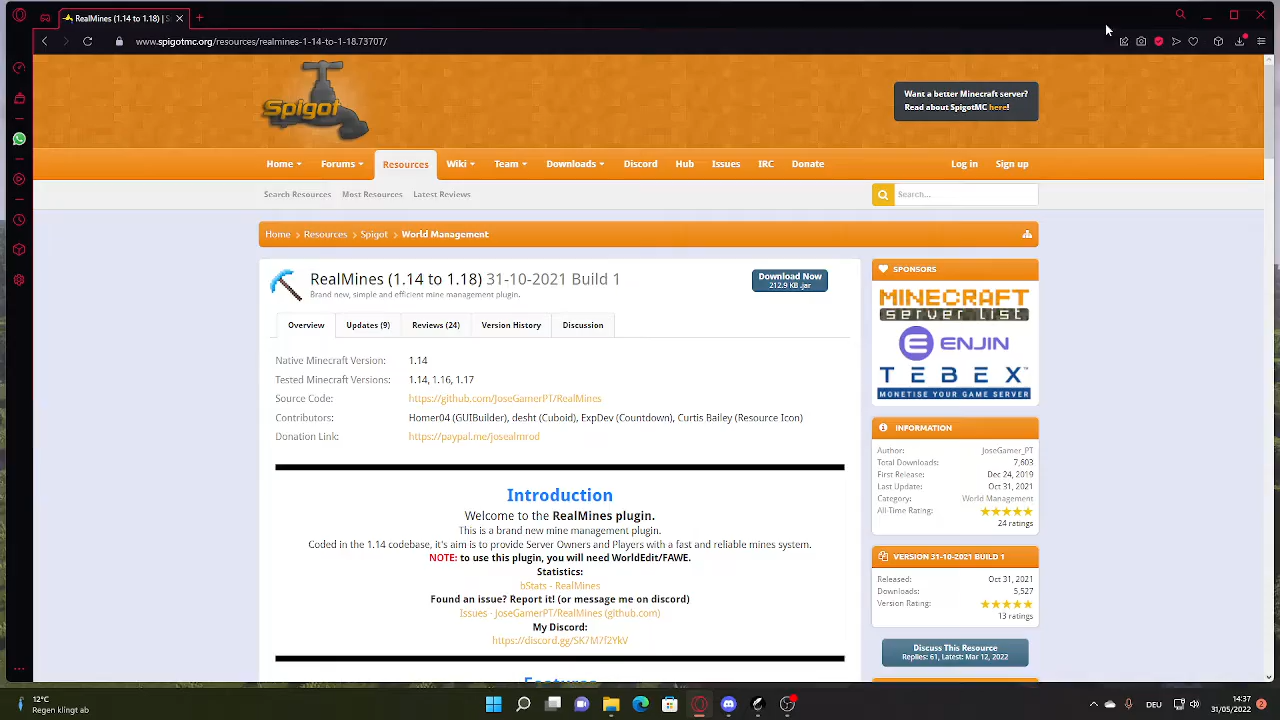 RealMines (1.14 to 1.18) | S
www.spigotmc.org/resources/realmines-1-14-to-1-18.73707/
Spigot
Want a better Minecraft server?
Read about SpigotMC here!
Home Forums Resources Wiki Team Downloads Discord Hub Issues IRC Donate Log in Sign up
Search Resources Most Resources Latest Reviews
Search...
Home Resources Spigot World Management
RealMines (1.14 to 1.18) 31-10-2021 Build 1
Brand new, simple and efficient mine management plugin.
Download Now
212.9 KB .jar
Overview Updates (9) Reviews (24) Version History Discussion
Native Minecraft Version: 1.14
Tested Minecraft Versions: 1.14, 1.16, 1.17
Source Code: https://github.com/JoseGamerPT/RealMines
Contributors: Homer04 (GUIBuilder), desht (Cuboid), ExpDev (Countdown), Curtis Bailey (Resource Icon)
Donation Link: https://paypal.me/josealmrod
Introduction
Welcome to the RealMines plugin.
This is a brand new mine management plugin.
Coded in the 1.14 codebase, it's aim is to provide Server Owners and Players with a fast and reliable mines system.
NOTE: to use this plugin, you will need WorldEdit/FAWE.
Statistics:
bStats - RealMines
Found an issue? Report it! (or message me on discord)
Issues - JoseGamerPT/RealMines (github.com)
My Discord:
https://discord.gg/SK7M7f2YkV
Features
SPONSORS
MINECRAFT
server list
ENJIN
TEBEX™
MONETISE YOUR GAME SERVER
INFORMATION
Author: JoseGamer_PT
Total Downloads: 7,603
First Release: Dec 24, 2019
Last Update: Oct 31, 2021
Category: World Management
All-Time Rating:
24 ratings
VERSION 31-10-2021 BUILD 1
Released: Oct 31, 2021
Downloads: 5,527
Version Rating:
13 ratings
Discuss This Resource
Replies: 61, Latest: Mar 12, 2022
12°C
Regen klingt ab
DEU
14:37
31/05/2022
2